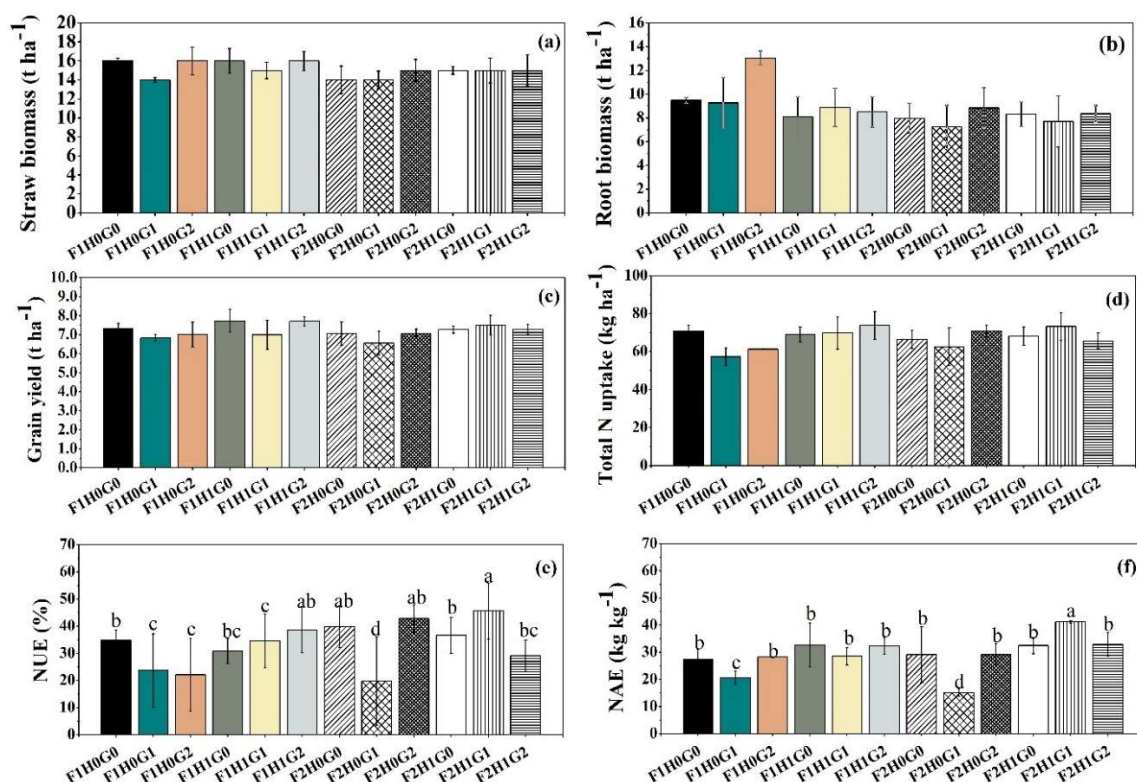 (a)
Straw biomass (t ha⁻¹)
20
18
16
14
12
10
8
6
4
2
0
F1H0G0 F1H0G1 F1H0G2 F1H1G0 F1H1G1 F1H1G2 F2H0G0 F2H0G1 F2H0G2 F2H1G0 F2H1G1 F2H1G2
(b)
Root biomass (t ha⁻¹)
16
14
12
10
8
6
4
2
0
F1H0G0 F1H0G1 F1H0G2 F1H1G0 F1H1G1 F1H1G2 F2H0G0 F2H0G1 F2H0G2 F2H1G0 F2H1G1 F2H1G2
(c)
Grain yield (t ha⁻¹)
10.0
9.0
8.0
7.0
6.0
5.0
4.0
3.0
2.0
1.0
0.0
F1H0G0 F1H0G1 F1H0G2 F1H1G0 F1H1G1 F1H1G2 F2H0G0 F2H0G1 F2H0G2 F2H1G0 F2H1G1 F2H1G2
(d)
Total N uptake (kg ha⁻¹)
100
80
60
40
20
0
F1H0G0 F1H0G1 F1H0G2 F1H1G0 F1H1G1 F1H1G2 F2H0G0 F2H0G1 F2H0G2 F2H1G0 F2H1G1 F2H1G2
(e)
NUE (%)
70
60
50
40
30
20
10
0
b c c bc c ab ab d ab b a bc
F1H0G0 F1H0G1 F1H0G2 F1H1G0 F1H1G1 F1H1G2 F2H0G0 F2H0G1 F2H0G2 F2H1G0 F2H1G1 F2H1G2
(f)
NAE (kg kg⁻¹)
70
60
50
40
30
20
10
0
b c b b b b b d b b a b
F1H0G0 F1H0G1 F1H0G2 F1H1G0 F1H1G1 F1H1G2 F2H0G0 F2H0G1 F2H0G2 F2H1G0 F2H1G1 F2H1G2